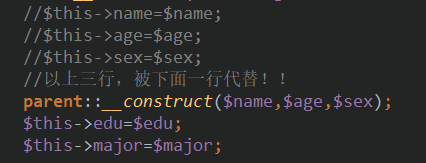 //$this->name=$name;
//$this->age=$age;
//$this->sex=$sex;
//以上三行，被下面一行代替！！
parent::__construct($name,$age,$sex);
$this->edu=$edu;
$this->major=$major;